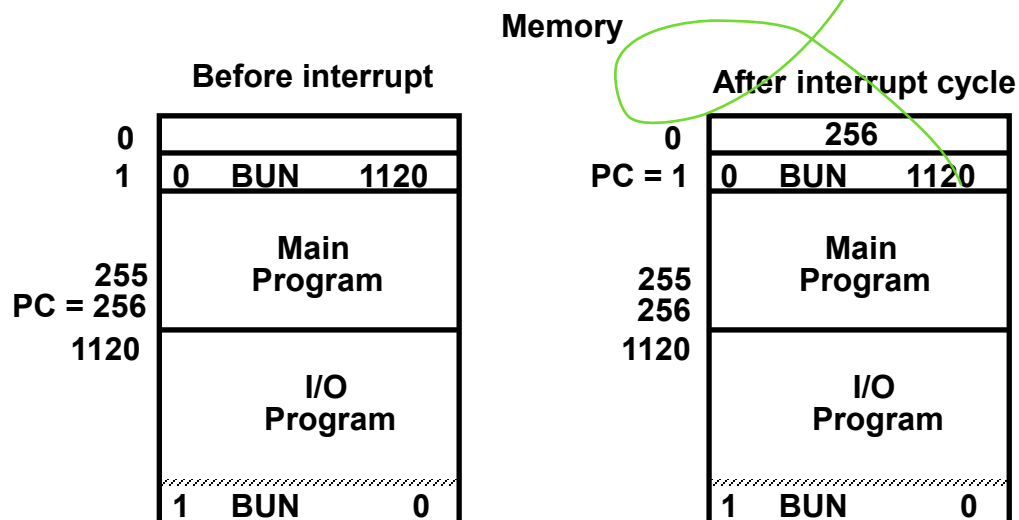 Memory
Before interrupt
0
1 0 BUN 1120
Main
Program
255
PC = 256
1120
I/O
Program
1 BUN 0
After interrupt cycle
0 256
PC = 1 0 BUN 1120
Main
Program
255
256
1120
I/O
Program
1 BUN 0